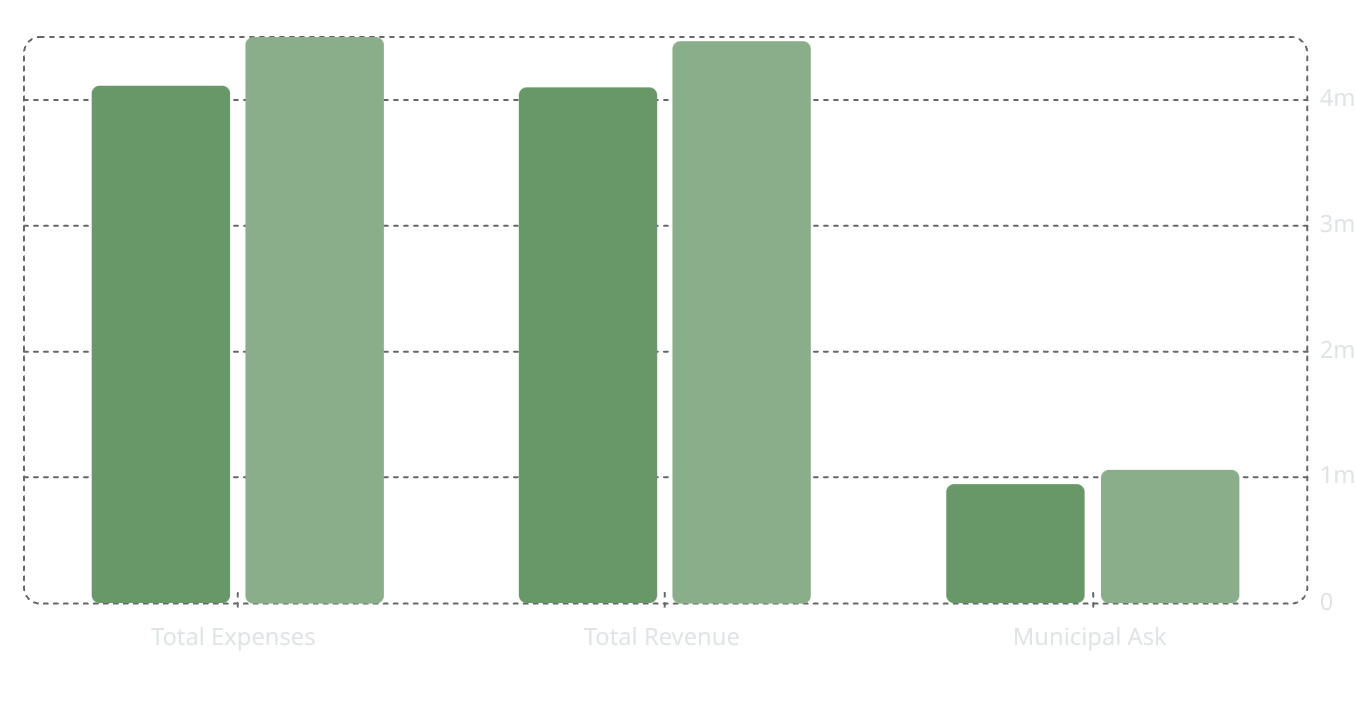 4m
3m
2m
1m
0
Total Expenses
Total Revenue
Municipal Ask